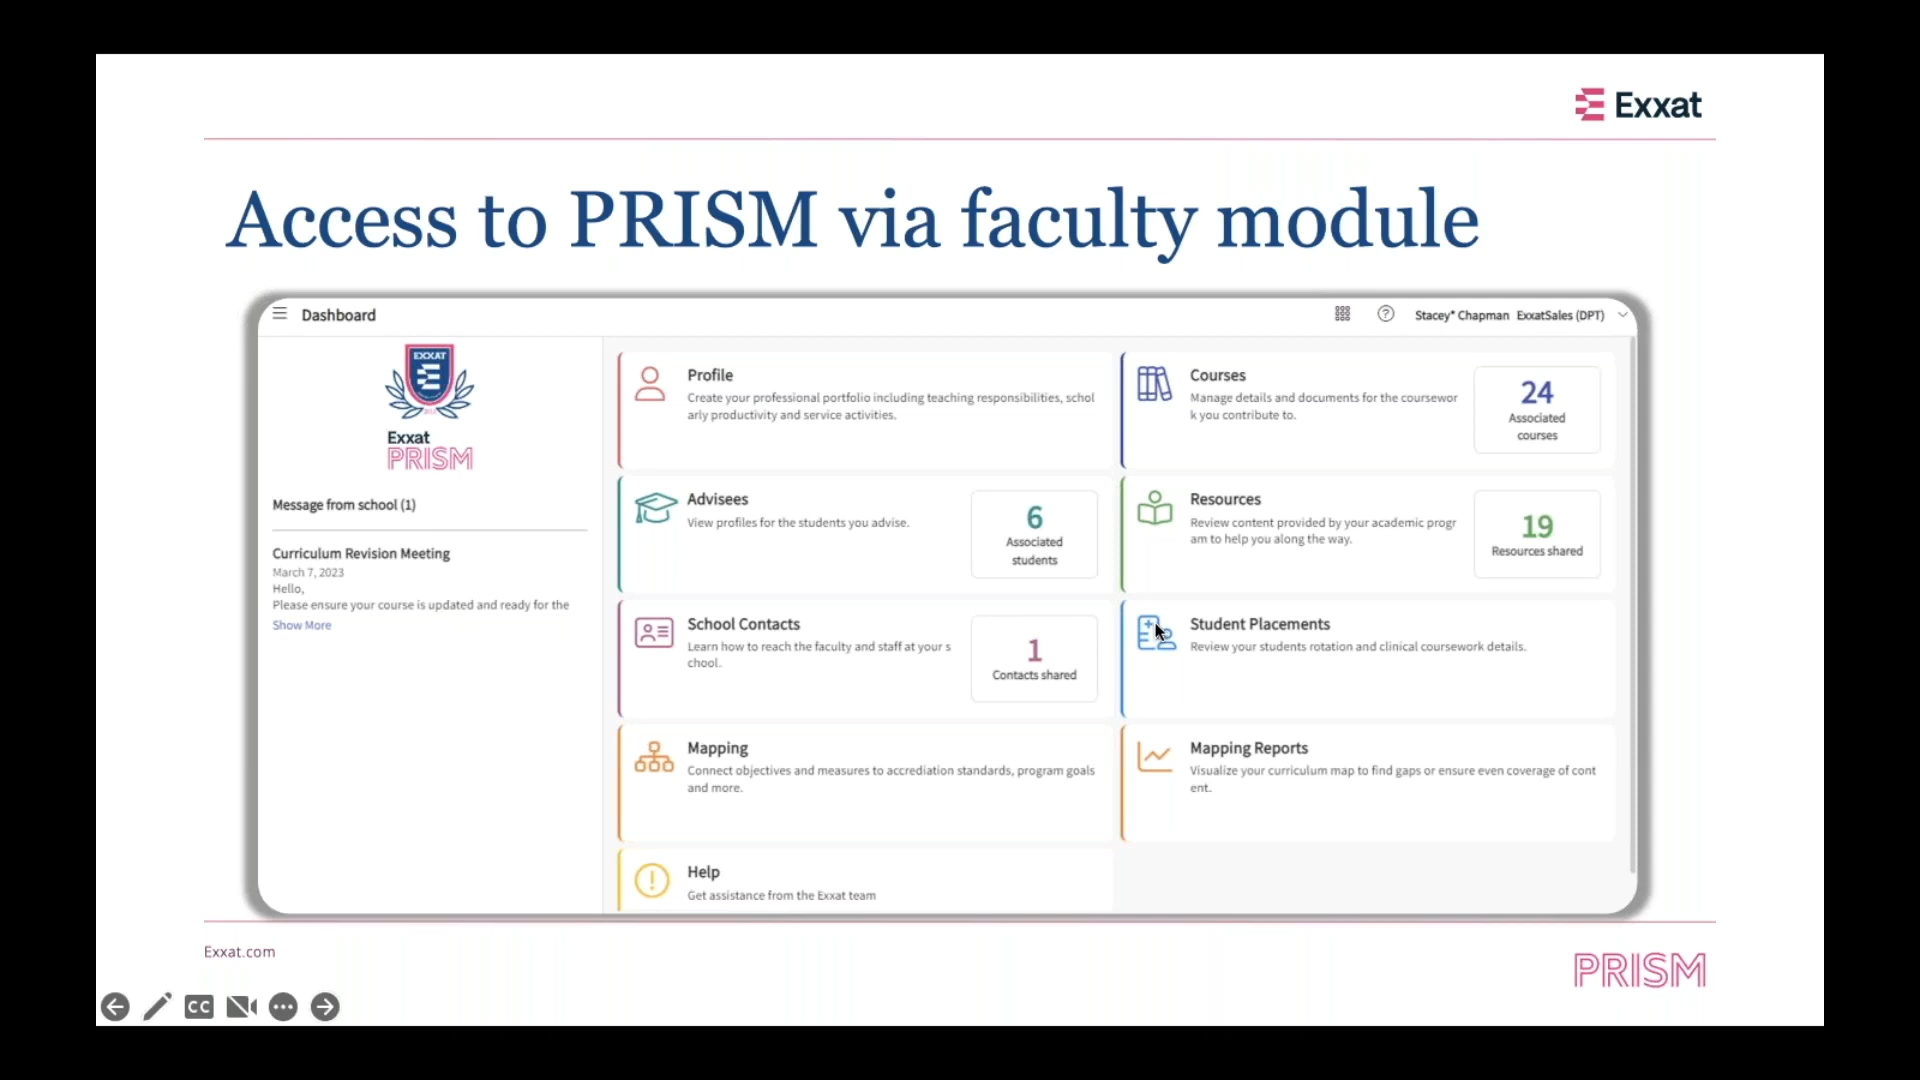 Exxat
Access to PRISM via faculty module
Dashboard
Stacey* Chapman ExxatSales (DPT)
EXXAT
Exxat
PRISM
Message from school (1)
Curriculum Revision Meeting
March 7, 2023
Hello,
Please ensure your course is updated and ready for the
Show More
Profile
Create your professional portfolio including teaching responsibilities, schol
arly productivity and service activities.
Courses
Manage details and documents for the coursewor
k you contribute to.
24
Associated
courses
Advisees
View profiles for the students you advise.
6
Associated
students
Resources
Review content provided by your academic progr
am to help you along the way.
19
Resources shared
School Contacts
Learn how to reach the faculty and staff at your s
chool.
1
Contacts shared
Student Placements
Review your students rotation and clinical coursework details.
Mapping
Connect objectives and measures to accrediation standards, program goals
and more.
Mapping Reports
Visualize your curriculum map to find gaps or ensure even coverage of cont
ent.
Help
Get assistance from the Exxat team
Exxat.com
PRISM
CC